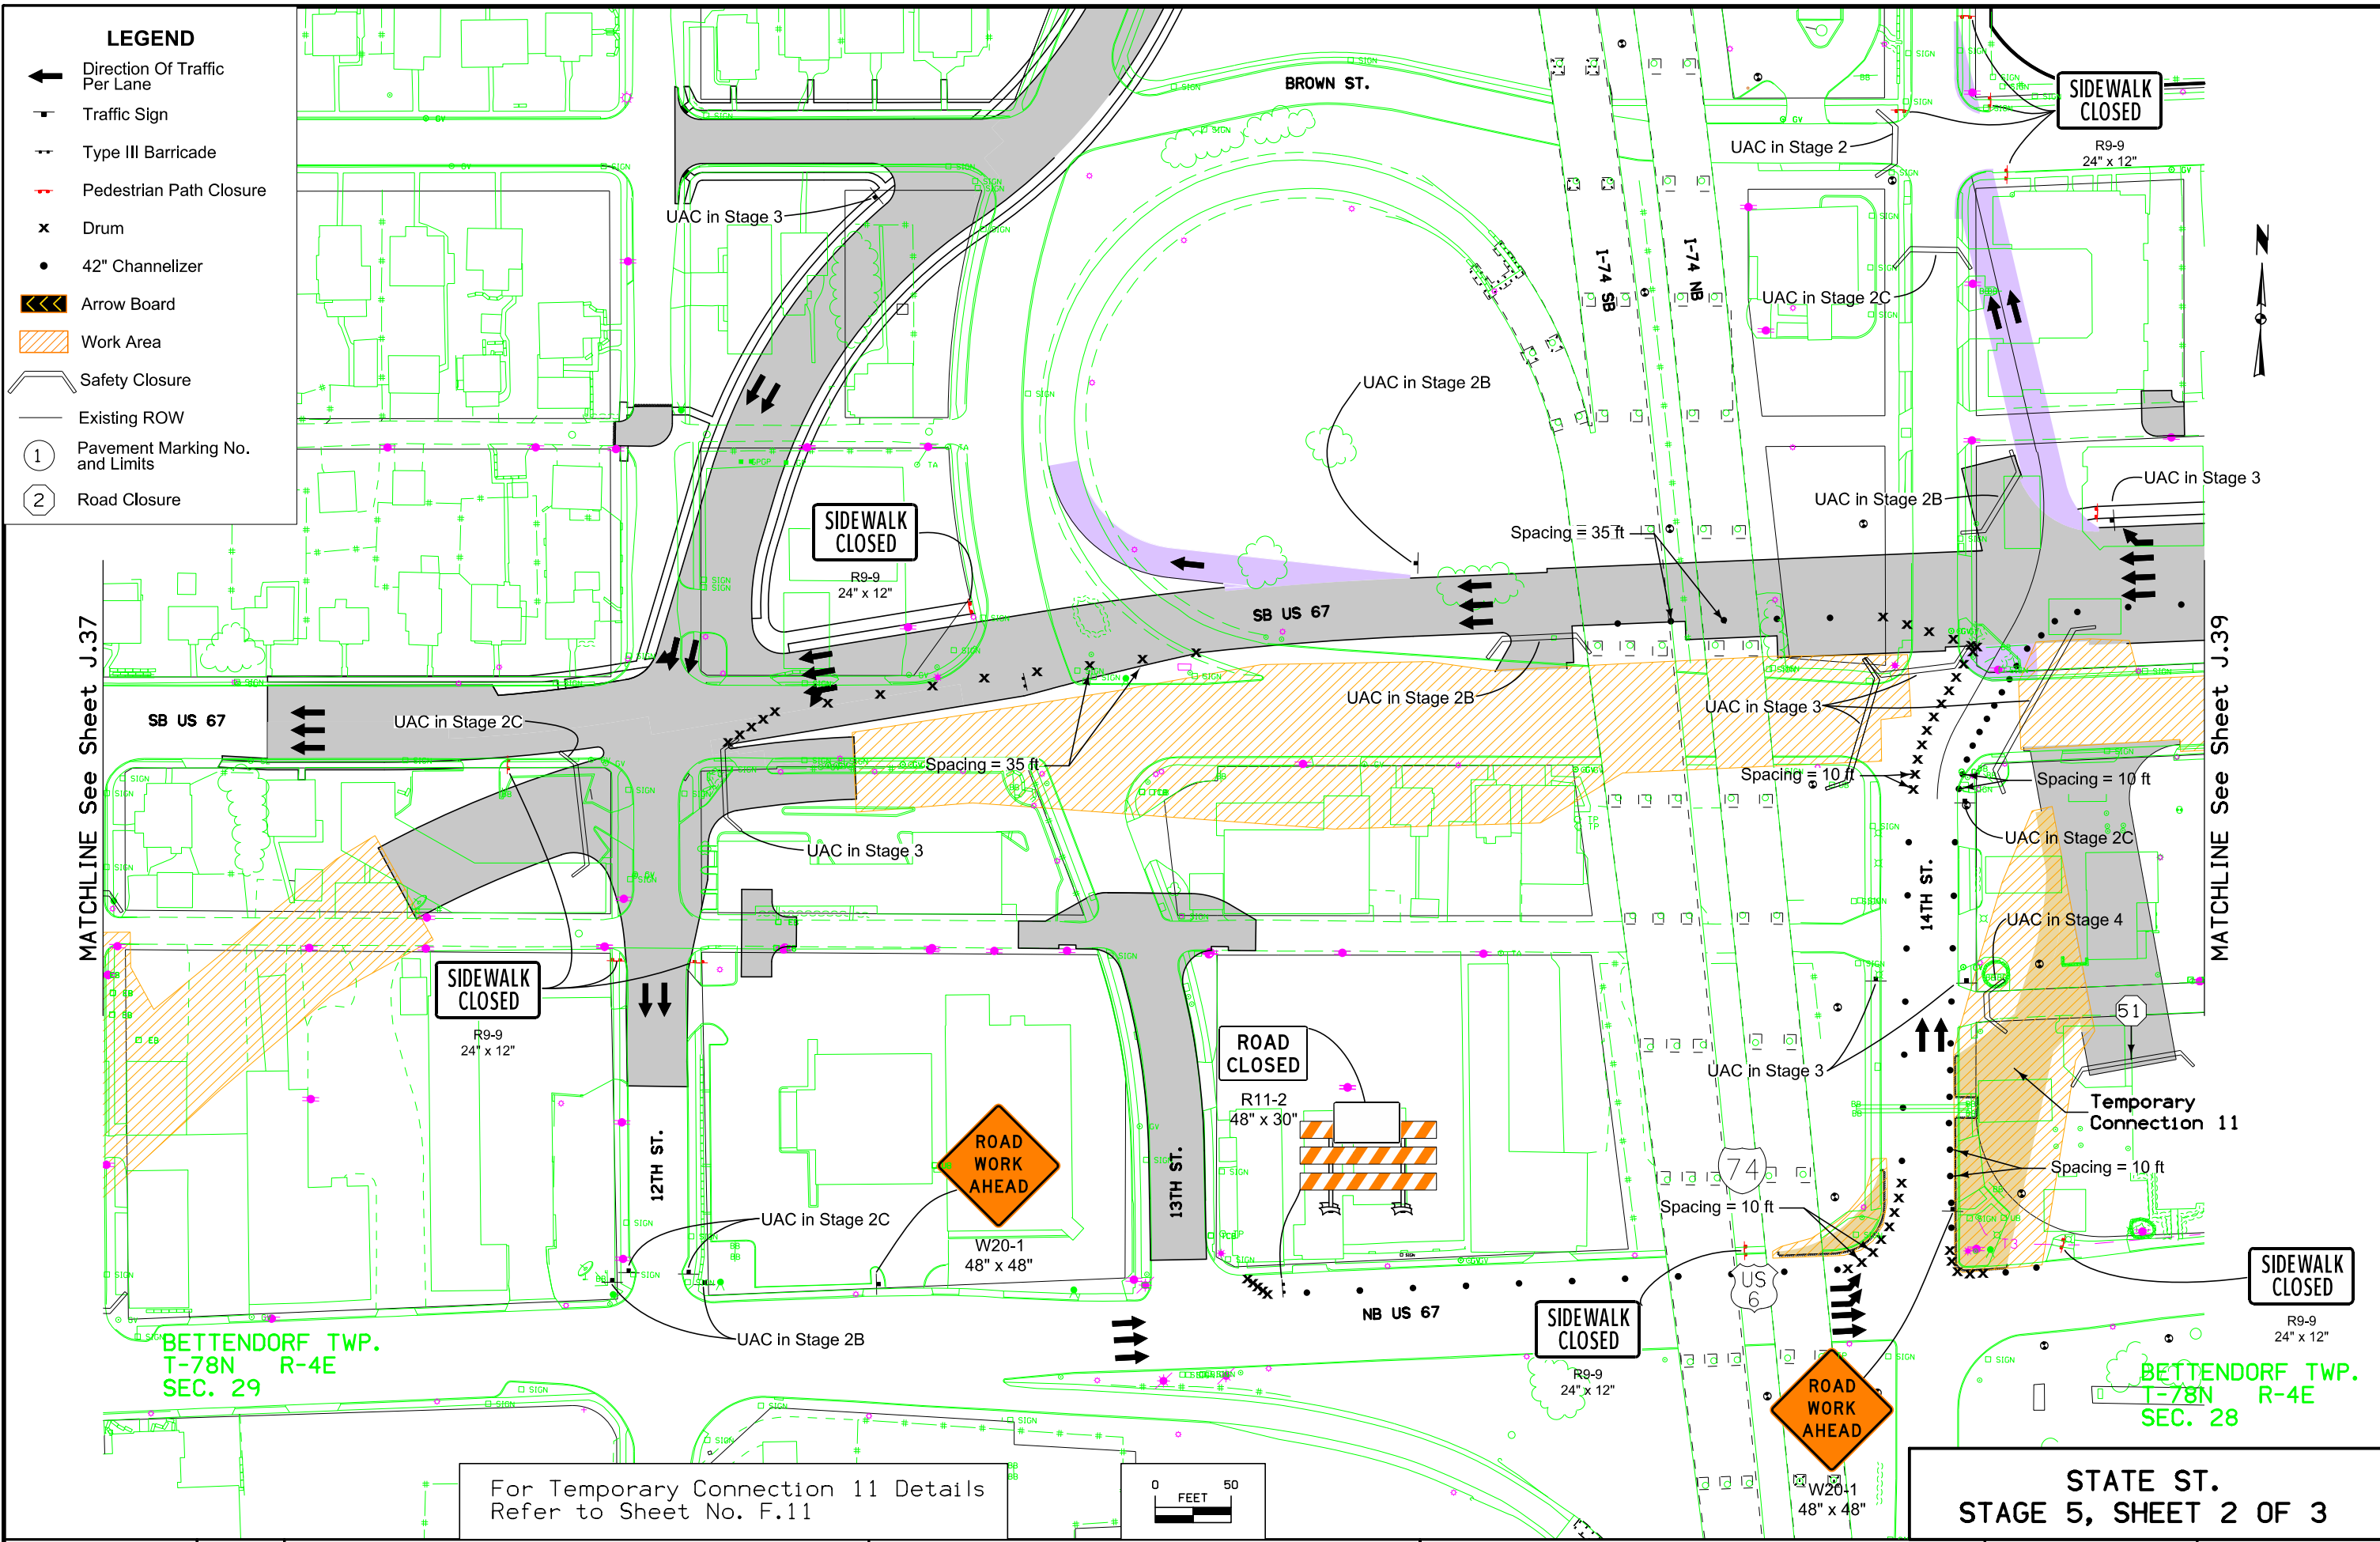 LEGEND
Direction Of Traffic
Per Lane
Traffic Sign
Type III Barricade
Pedestrian Path Closure
Drum
42" Channelizer
Arrow Board
Work Area
Safety Closure
Existing ROW
1
Pavement Marking No.
and Limits
2
Road Closure
BROWN ST.
UAC in Stage 2
SIDEWALK
CLOSED
R9-9
24" x 12"
UAC in Stage 3
I-74 SB
I-74 NB
UAC in Stage 2C
N
UAC in Stage 2B
UAC in Stage 2B
UAC in Stage 3
SIDEWALK
CLOSED
R9-9
24" x 12"
Spacing = 35 ft
SB US 67
MATCHLINE See Sheet J.37
MATCHLINE See Sheet J.39
SB US 67
UAC in Stage 2C
UAC in Stage 2B
UAC in Stage 3
Spacing = 35 ft
Spacing = 10 ft
Spacing = 10 ft
UAC in Stage 3
UAC in Stage 2C
14TH ST.
UAC in Stage 4
SIDEWALK
CLOSED
R9-9
24" x 12"
51
ROAD
CLOSED
R11-2
48" x 30"
UAC in Stage 3
Temporary
Connection 11
12TH ST.
ROAD
WORK
AHEAD
W20-1
48" x 48"
13TH ST.
74
Spacing = 10 ft
Spacing = 10 ft
UAC in Stage 2C
US
6
NB US 67
SIDEWALK
CLOSED
R9-9
24" x 12"
SIDEWALK
CLOSED
R9-9
24" x 12"
UAC in Stage 2B
BETTENDORF TWP.
T-78N R-4E
SEC. 29
ROAD
WORK
AHEAD
W20-1
48" x 48"
BETTENDORF TWP.
T-78N R-4E
SEC. 28
For Temporary Connection 11 Details
Refer to Sheet No. F.11
0 50
FEET
STATE ST.
STAGE 5, SHEET 2 OF 3